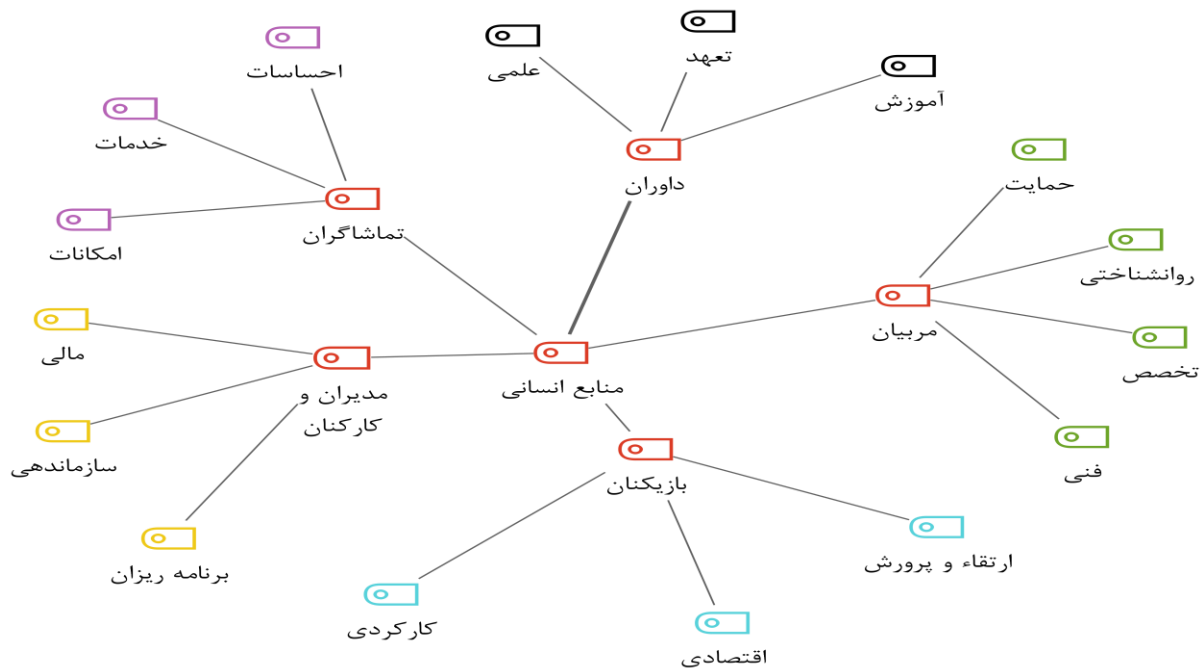 تعهد
علمی
احساسات
آموزش
خدمات
داوران
حمایت
تماشاگران
امکانات
روانشناختی
مربیان
مالی
تخصص
منابع انسانی
مدیران و
کارکنان
سازماندهی
فنی
بازیکنان
ارتقاء و پرورش
برنامه ریزان
کارکردی
اقتصادی